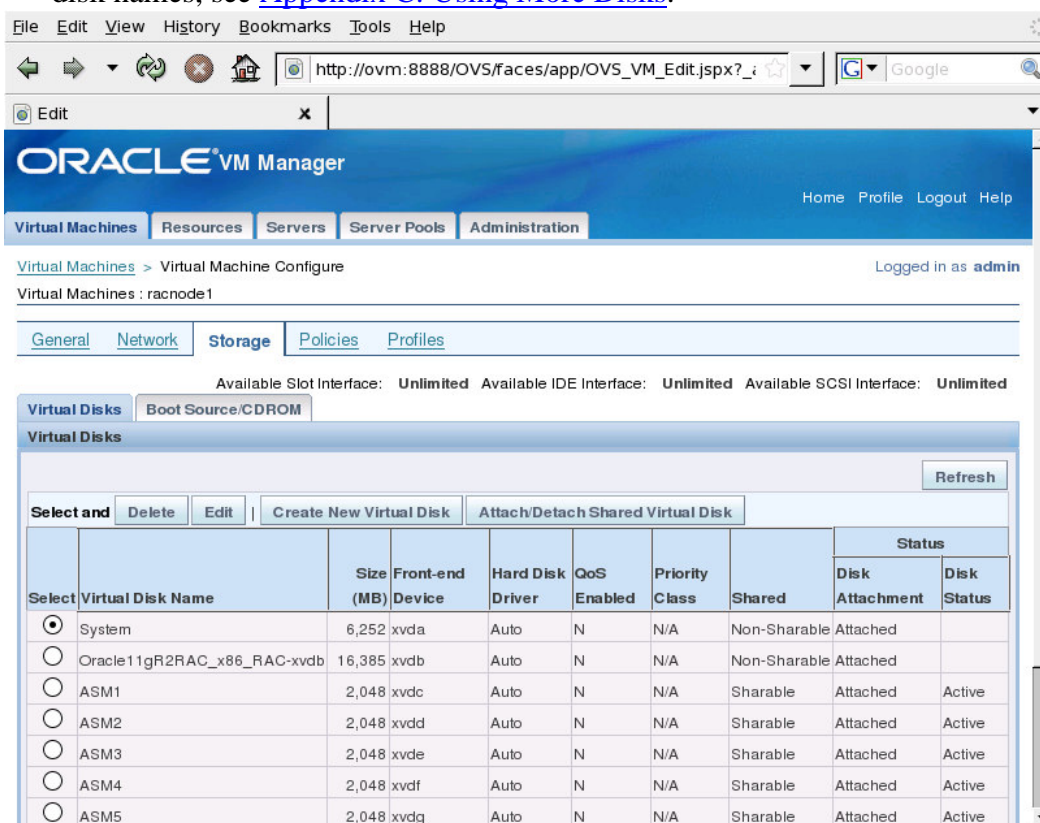 disk names, see Appendix C: Using More Disks.
File Edit View History Bookmarks Tools Help
http://ovm:8888/OVS/faces/app/OVS_VM_Edit.jspx?_a
G Google
Edit x
ORACLE VM Manager
Home Profile Logout Help
Virtual Machines Resources Servers Server Pools Administration
Virtual Machines > Virtual Machine Configure Logged in as admin
Virtual Machines : racnode1
General Network Storage Policies Profiles
Available Slot Interface: Unlimited Available IDE Interface: Unlimited Available SCSI Interface: Unlimited
Virtual Disks Boot Source/CDROM
Virtual Disks
Refresh
Select and Delete Edit | Create New Virtual Disk Attach/Detach Shared Virtual Disk
Status
Size Front-end Hard Disk QoS Priority Disk Disk
Select Virtual Disk Name (MB) Device Driver Enabled Class Shared Attachment Status
System 6,252 xvda Auto N N/A Non-Sharable Attached
Oracle11gR2RAC_x86_RAC-xvdb 16,385 xvdb Auto N N/A Non-Sharable Attached
ASM1 2,048 xvdc Auto N N/A Sharable Attached Active
ASM2 2,048 xvdd Auto N N/A Sharable Attached Active
ASM3 2,048 xvde Auto N N/A Sharable Attached Active
ASM4 2,048 xvdf Auto N N/A Sharable Attached Active
ASM5 2,048 xvdg Auto N N/A Sharable Attached Active